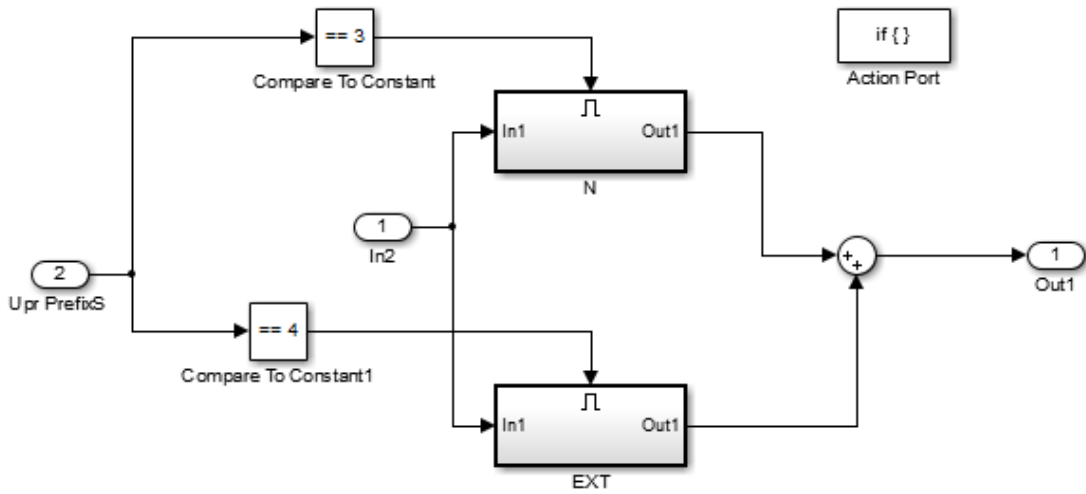 == 3
Compare To Constant
if { }
Action Port
In1
Out1
N
1
In2
2
Upr PrefixS
+
+
1
Out1
== 4
Compare To Constant1
In1
Out1
EXT